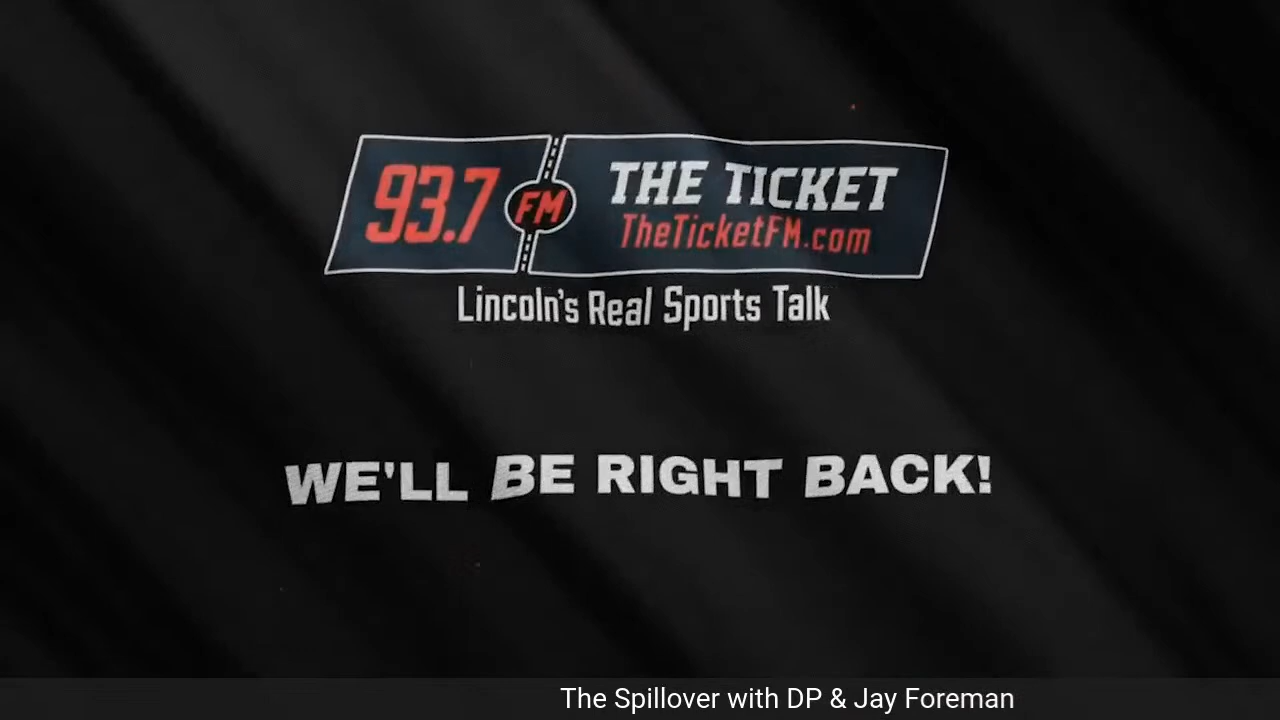 93.7 FM THE TICKET
TheTicketFM.com
Lincoln's Real Sports Talk
WE'LL BE RIGHT BACK!
The Spillover with DP & Jay Foreman